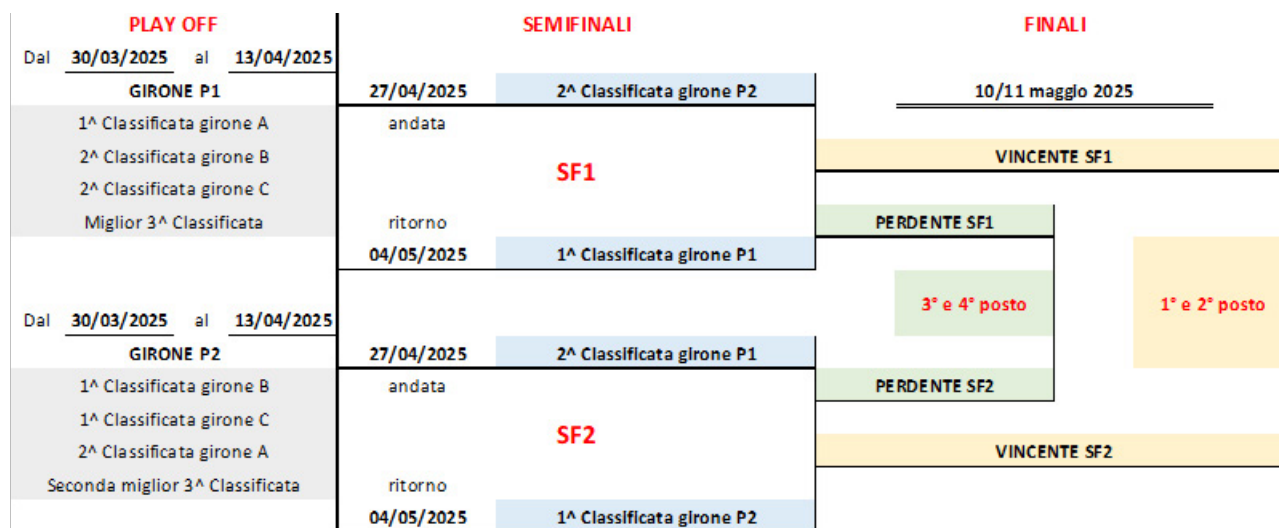 PLAY OFF SEMIFINALI FINALI
Dal 30/03/2025 al 13/04/2025
GIRONE P1 27/04/2025 2^ Classificata girone P2 10/11 maggio 2025
1^ Classificata girone A andata
2^ Classificata girone B VINCENTE SF1
SF1
2^ Classificata girone C
Miglior 3^ Classificata ritorno PERDENTE SF1
04/05/2025 1^ Classificata girone P1
3° e 4° posto 1° e 2° posto
Dal 30/03/2025 al 13/04/2025
GIRONE P2 27/04/2025 2^ Classificata girone P1
1^ Classificata girone B andata PERDENTE SF2
1^ Classificata girone C
SF2
2^ Classificata girone A VINCENTE SF2
Seconda miglior 3^ Classificata ritorno
04/05/2025 1^ Classificata girone P2